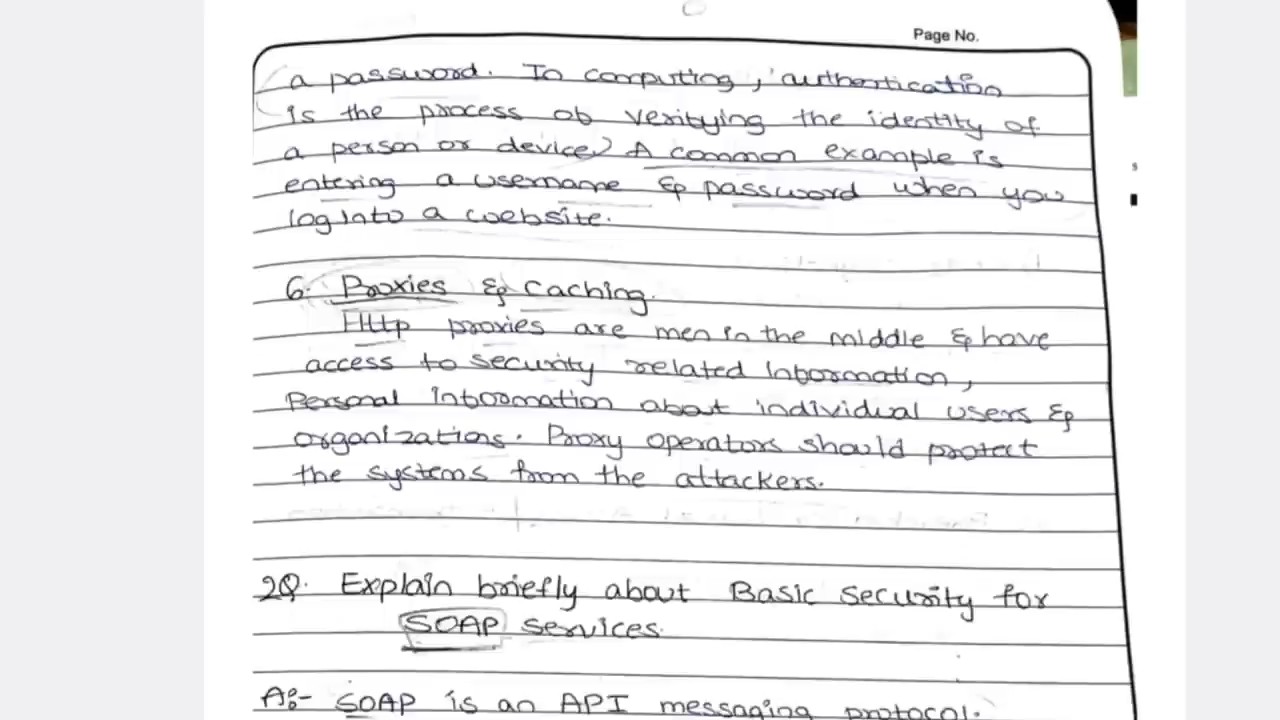 Page No.
a password. In computing, authentication
is the process of verifying the identity of
a person or device) A common example is
entering a username & password when you
log into a website.
6. Proxies & Caching.
Http proxies are men in the middle & have
access to security related information,
Personal information about individual users &
organizations. Proxy operators should protect
the systems from the attackers.
2Q. Explain briefly about Basic security for
SOAP services.
A:- SOAP is an API messaging protocol.